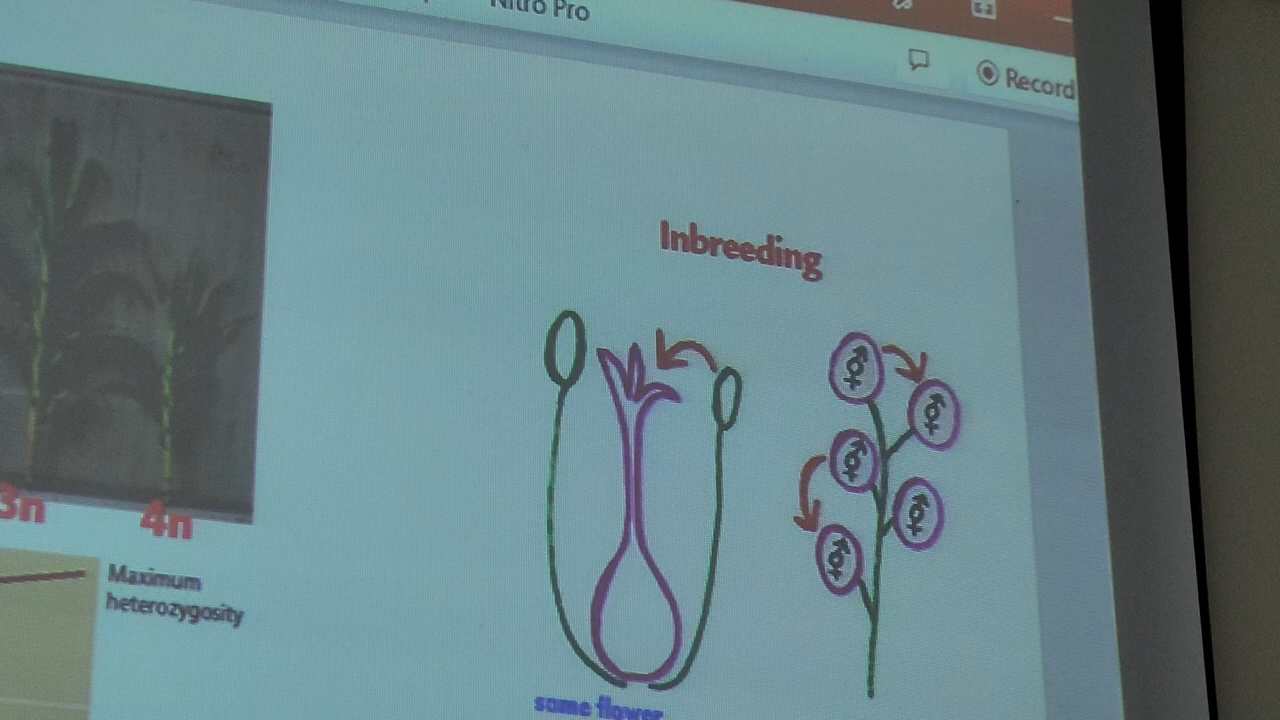 Nitro Pro
Record
Inbreeding
3n
4n
Maximum
heterozygosity
same flower